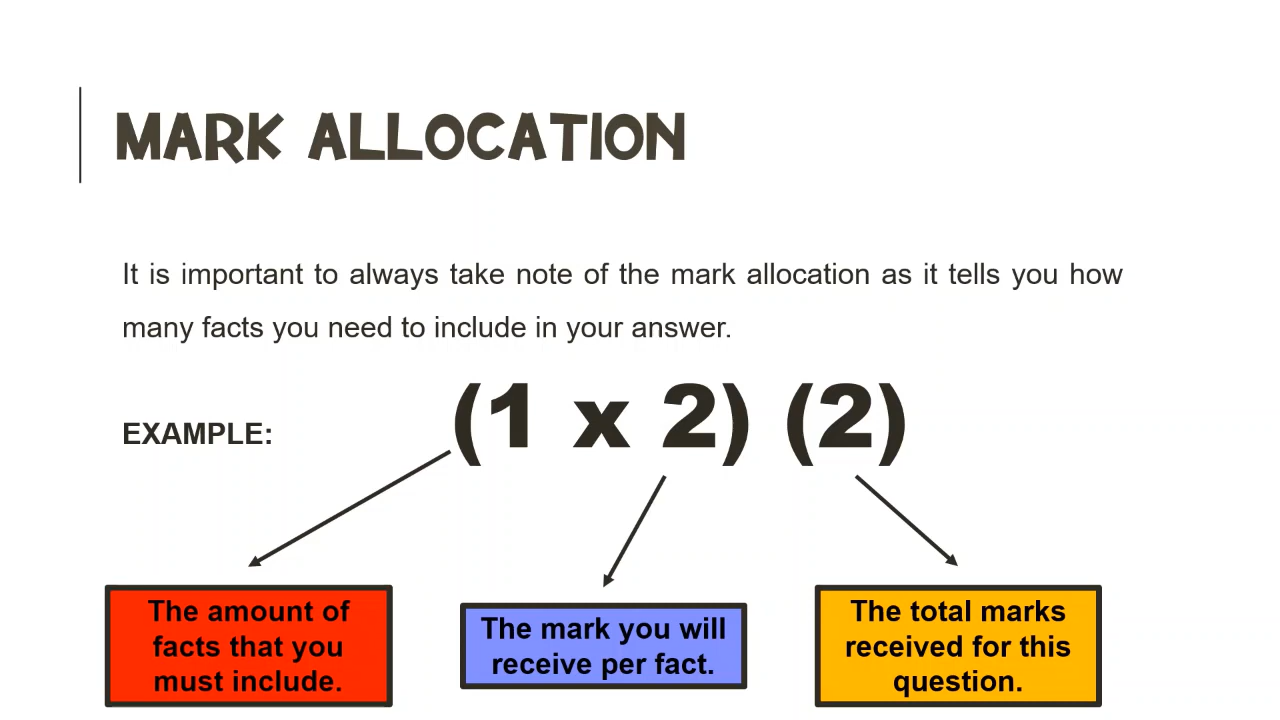 MARK ALLOCATION
It is important to always take note of the mark allocation as it tells you how
many facts you need to include in your answer.
EXAMPLE:
(1 x 2) (2)
The amount of
facts that you
must include.
The mark you will
receive per fact.
The total marks
received for this
question.